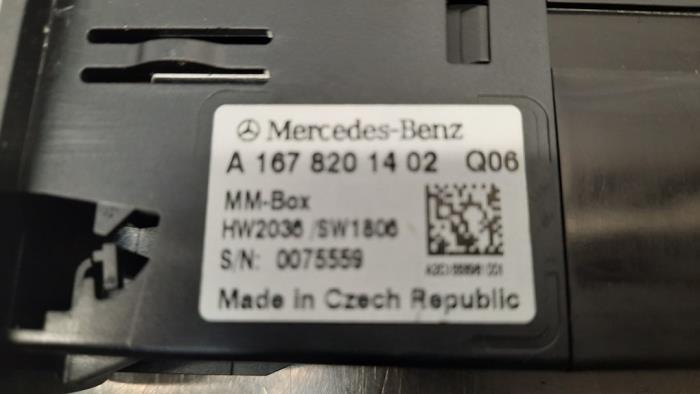 Mercedes-Benz
A 167 820 14 02 Q06
MM-Box
HW2036 /SW1806
S/N: 0075559
Made in Czech Republic